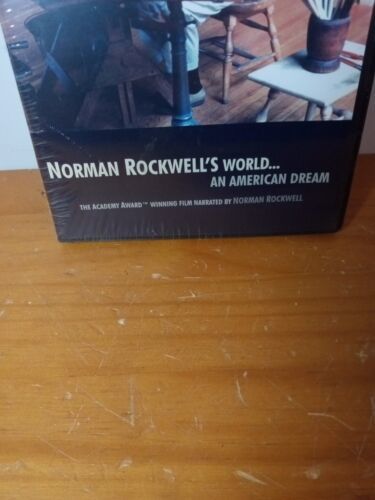 NORMAN ROCKWELL'S WORLD...
AN AMERICAN DREAM
THE ACADEMY AWARD™ WINNING FILM NARRATED BY NORMAN ROCKWELL